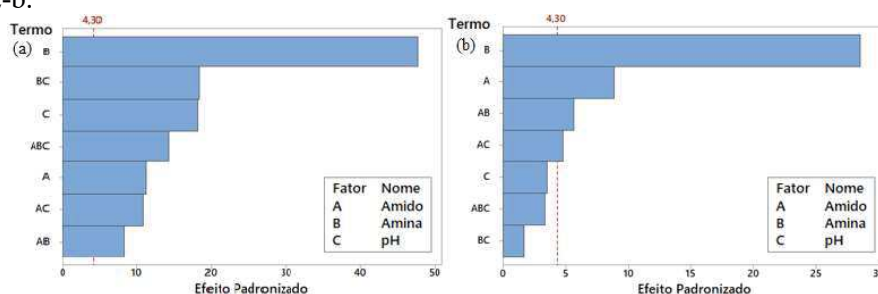 -b.
4,30
Termo
(a)
B
BC
C
ABC
A
AC
AB
Fator Nome
A Amido
B Amina
C pH
0 10 20 30 40 50
Efeito Padronizado
4,30
Termo
(b)
B
A
AB
AC
C
ABC
BC
Fator Nome
A Amido
B Amina
C pH
0 5 10 15 20 25 30
Efeito Padronizado